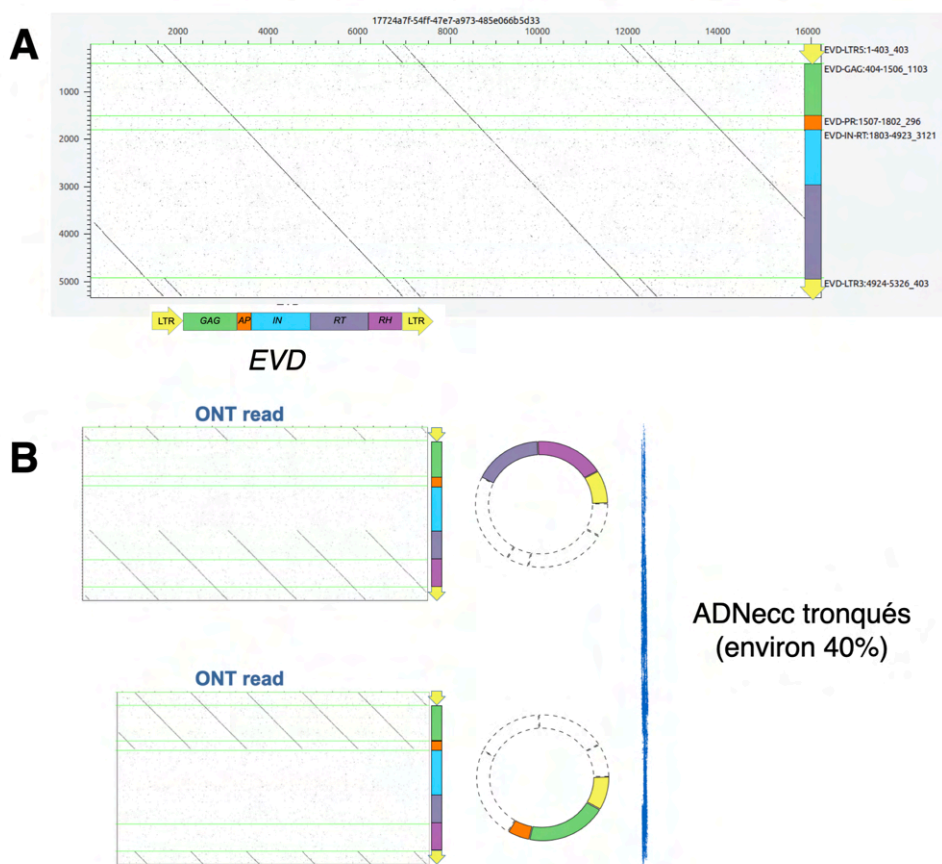 A
17724a7f-54ff-47e7-a973-485e066b5d33
2000 4000 6000 8000 10000 12000 14000 16000
EVD-LTR5:1-403_403
EVD-GAG:404-1506_1103
1000
EVD-PR:1507-1802_296
2000
EVD-IN-RT:1803-4923_3121
3000
4000
5000
EVD-LTR3:4924-5326_403
LTR GAG AP IN RT RH LTR
EVD
B
ONT read
ADNecc tronqués
(environ 40%)
ONT read